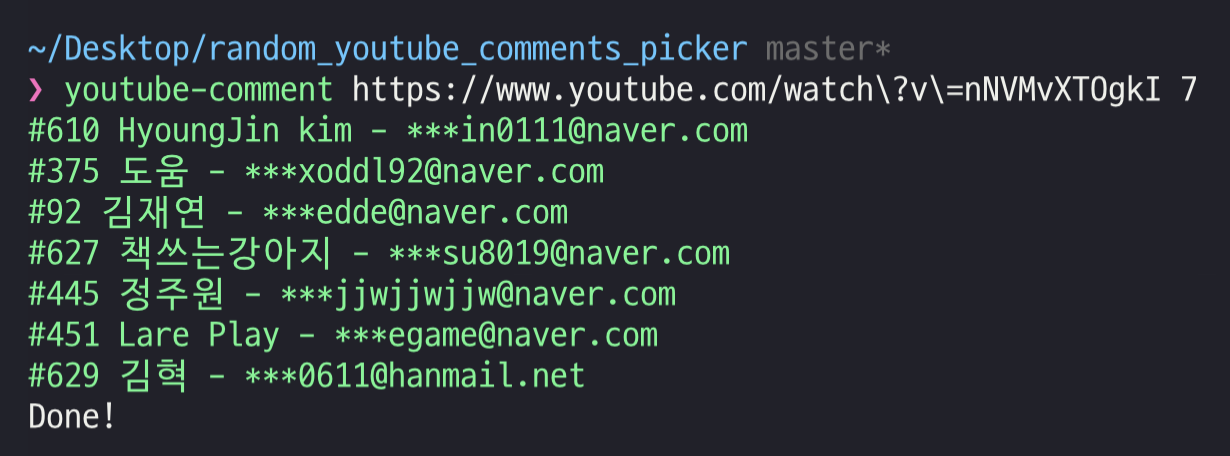 ~/Desktop/random_youtube_comments_picker master*
❯ youtube-comment https://www.youtube.com/watch\?v\=nNVMvXTOgkI 7
#610 HyoungJin kim - ***in0111@naver.com
#375 도움 - ***xoddl92@naver.com
#92 김재연 - ***edde@naver.com
#627 책쓰는강아지 - ***su8019@naver.com
#445 정주원 - ***jjwjjwjjw@naver.com
#451 Lare Play - ***egame@naver.com
#629 김혁 - ***0611@hanmail.net
Done!